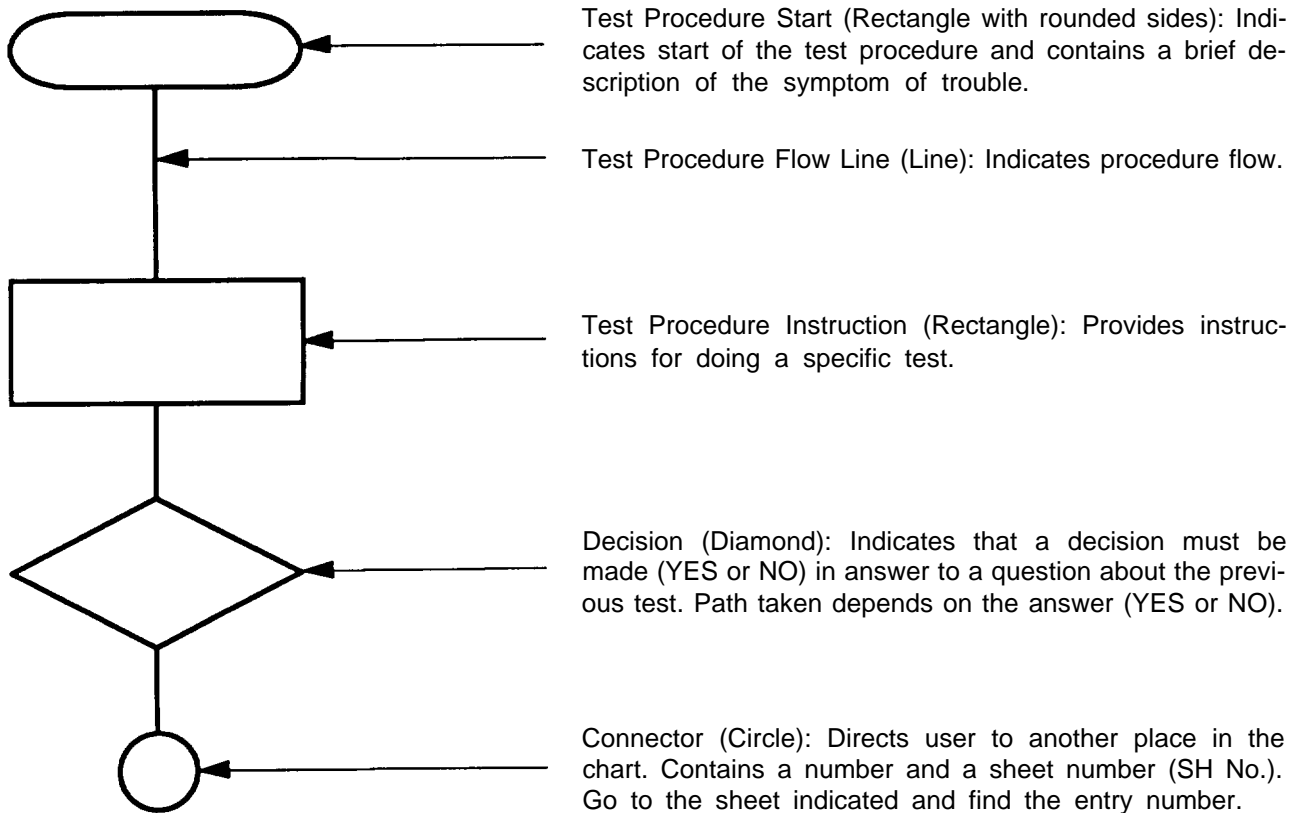 Test Procedure Start (Rectangle with rounded sides): Indi-
cates start of the test procedure and contains a brief de-
scription of the symptom of trouble.
Test Procedure Flow Line (Line): Indicates procedure flow.
Test Procedure Instruction (Rectangle): Provides instruc-
tions for doing a specific test.
Decision (Diamond): Indicates that a decision must be
made (YES or NO) in answer to a question about the previ-
ous test. Path taken depends on the answer (YES or NO).
Connector (Circle): Directs user to another place in the
chart. Contains a number and a sheet number (SH No.).
Go to the sheet indicated and find the entry number.